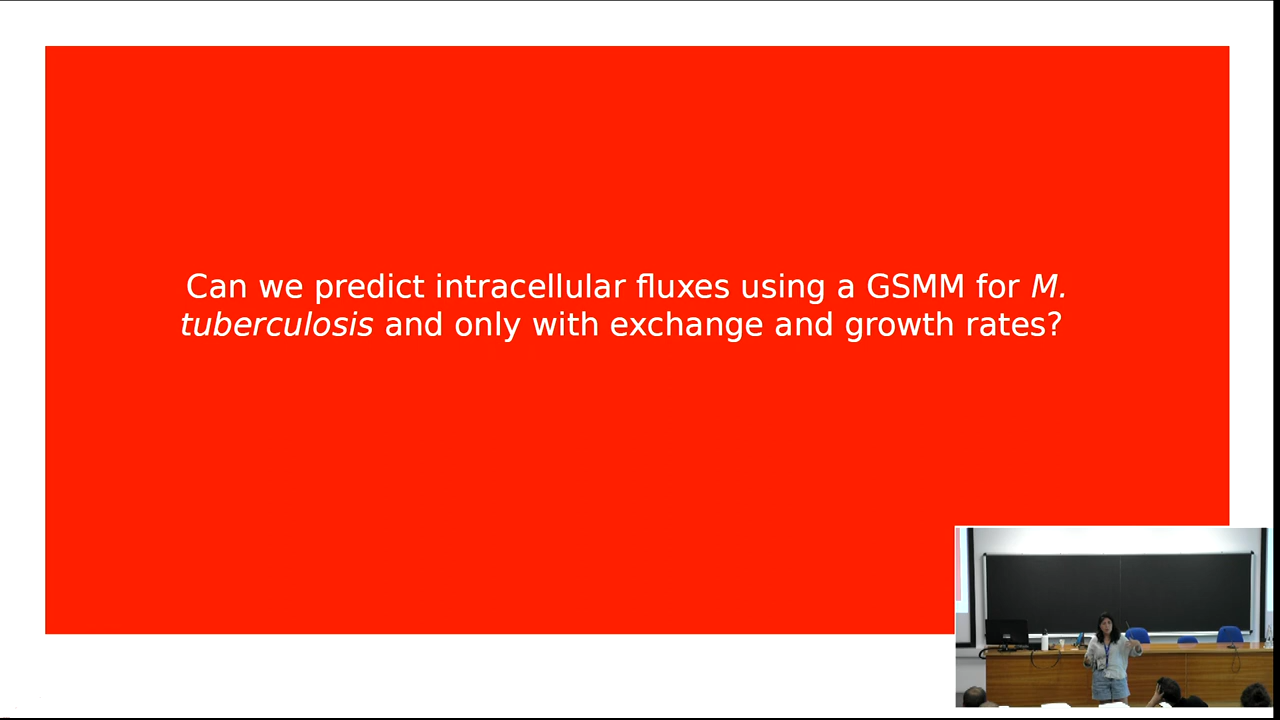 Can we predict intracellular fluxes using a GSMM for M.
tuberculosis and only with exchange and growth rates?